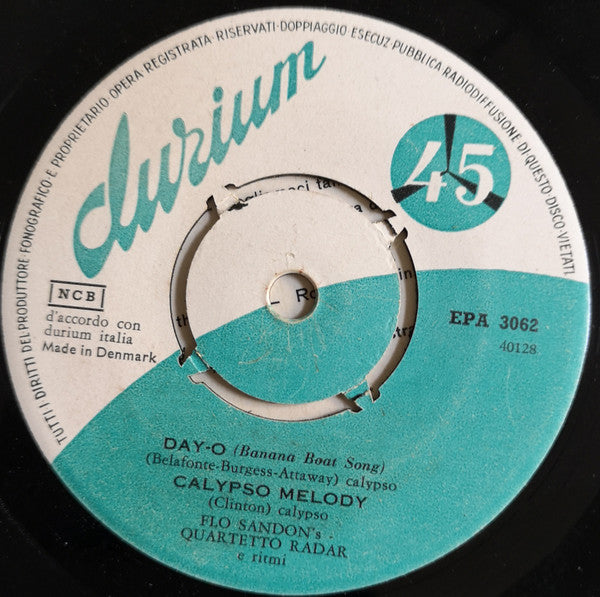 TUTTI I DIRITTI DEL PRODUTTORE FONOGRAFICO E PROPRIETARIO OPERA REGISTRATA·RISERVATI·DOPPIAGGIO·ESECUZ·PUBBLICA RADIODIFFUSIONE DI QUESTO·DISCO·VIETATI
durium
45
NCB
d'accordo con
durium italia
Made in Denmark
EPA 3062
40128
DAY-O (Banana Boat Song)
(Belafonte-Burgess-Attaway) calypso
CALYPSO MELODY
(Clinton) calypso
FLO SANDON's
QUARTETTO RADAR
e ritmi